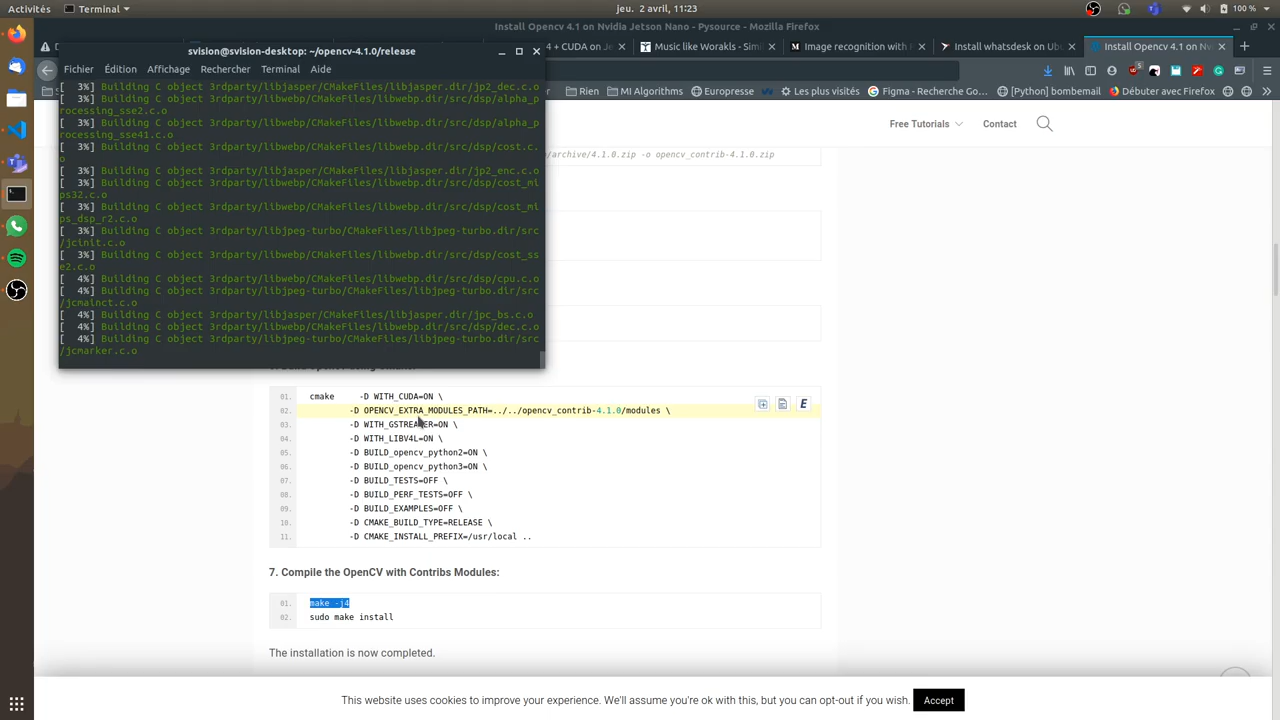 Activités
Terminal
jeu. 2 juil., 11:23
Install Opencv 4.1 on Nvidia Jetson Nano - Pysource - Mozilla Firefox
svision@svision-desktop: ~/opencv-4.1.0/release
4 + CUDA on Je
Music like Worakls - Simil
Image recognition with P
Install whatsdesk on Ubu
Install Opencv 4.1 on Nvi
Fichier Édition Affichage Rechercher Terminal Aide
Rien
MI Algorithms
Europresse
Les plus visités
Figma - Recherche Go…
[Python] bombemail
Débuter avec Firefox
Free Tutorials
Contact
[  3%] Building C object 3rdparty/libjasper/CMakeFiles/libjasper.dir/jp2_dec.c.o
[  3%] Building C object 3rdparty/libwebp/CMakeFiles/libwebp.dir/src/dsp/alpha_p
rocessing_sse2.c.o
[  3%] Building C object 3rdparty/libwebp/CMakeFiles/libwebp.dir/src/dsp/alpha_p
rocessing_sse41.c.o
[  3%] Building C object 3rdparty/libwebp/CMakeFiles/libwebp.dir/src/dsp/cost.c.
o
[  3%] Building C object 3rdparty/libjasper/CMakeFiles/libjasper.dir/jp2_enc.c.o
[  3%] Building C object 3rdparty/libwebp/CMakeFiles/libwebp.dir/src/dsp/cost_mi
ps32.c.o
[  3%] Building C object 3rdparty/libwebp/CMakeFiles/libwebp.dir/src/dsp/cost_mi
ps_dsp_r2.c.o
[  3%] Building C object 3rdparty/libjpeg-turbo/CMakeFiles/libjpeg-turbo.dir/src
/jcinit.c.o
[  3%] Building C object 3rdparty/libwebp/CMakeFiles/libwebp.dir/src/dsp/cost_ss
e2.c.o
[  4%] Building C object 3rdparty/libwebp/CMakeFiles/libwebp.dir/src/dsp/cpu.c.o
[  4%] Building C object 3rdparty/libjpeg-turbo/CMakeFiles/libjpeg-turbo.dir/src
/jcmainct.c.o
[  4%] Building C object 3rdparty/libjasper/CMakeFiles/libjasper.dir/jpc_bs.c.o
[  4%] Building C object 3rdparty/libwebp/CMakeFiles/libwebp.dir/src/dsp/dec.c.o
[  4%] Building C object 3rdparty/libjpeg-turbo/CMakeFiles/libjpeg-turbo.dir/src
/jcmarker.c.o
/archive/4.1.0.zip -o opencv_contrib-4.1.0.zip
01. cmake -D WITH_CUDA=ON \
02. -D OPENCV_EXTRA_MODULES_PATH=../../opencv_contrib-4.1.0/modules \
03. -D WITH_GSTREAMER=ON \
04. -D WITH_LIBV4L=ON \
05. -D BUILD_opencv_python2=ON \
06. -D BUILD_opencv_python3=ON \
07. -D BUILD_TESTS=OFF \
08. -D BUILD_PERF_TESTS=OFF \
09. -D BUILD_EXAMPLES=OFF \
10. -D CMAKE_BUILD_TYPE=RELEASE \
11. -D CMAKE_INSTALL_PREFIX=/usr/local ..
7. Compile the OpenCV with Contribs Modules:
01. make -j4
02. sudo make install
The installation is now completed.
This website uses cookies to improve your experience. We'll assume you're ok with this, but you can opt-out if you wish. Accept